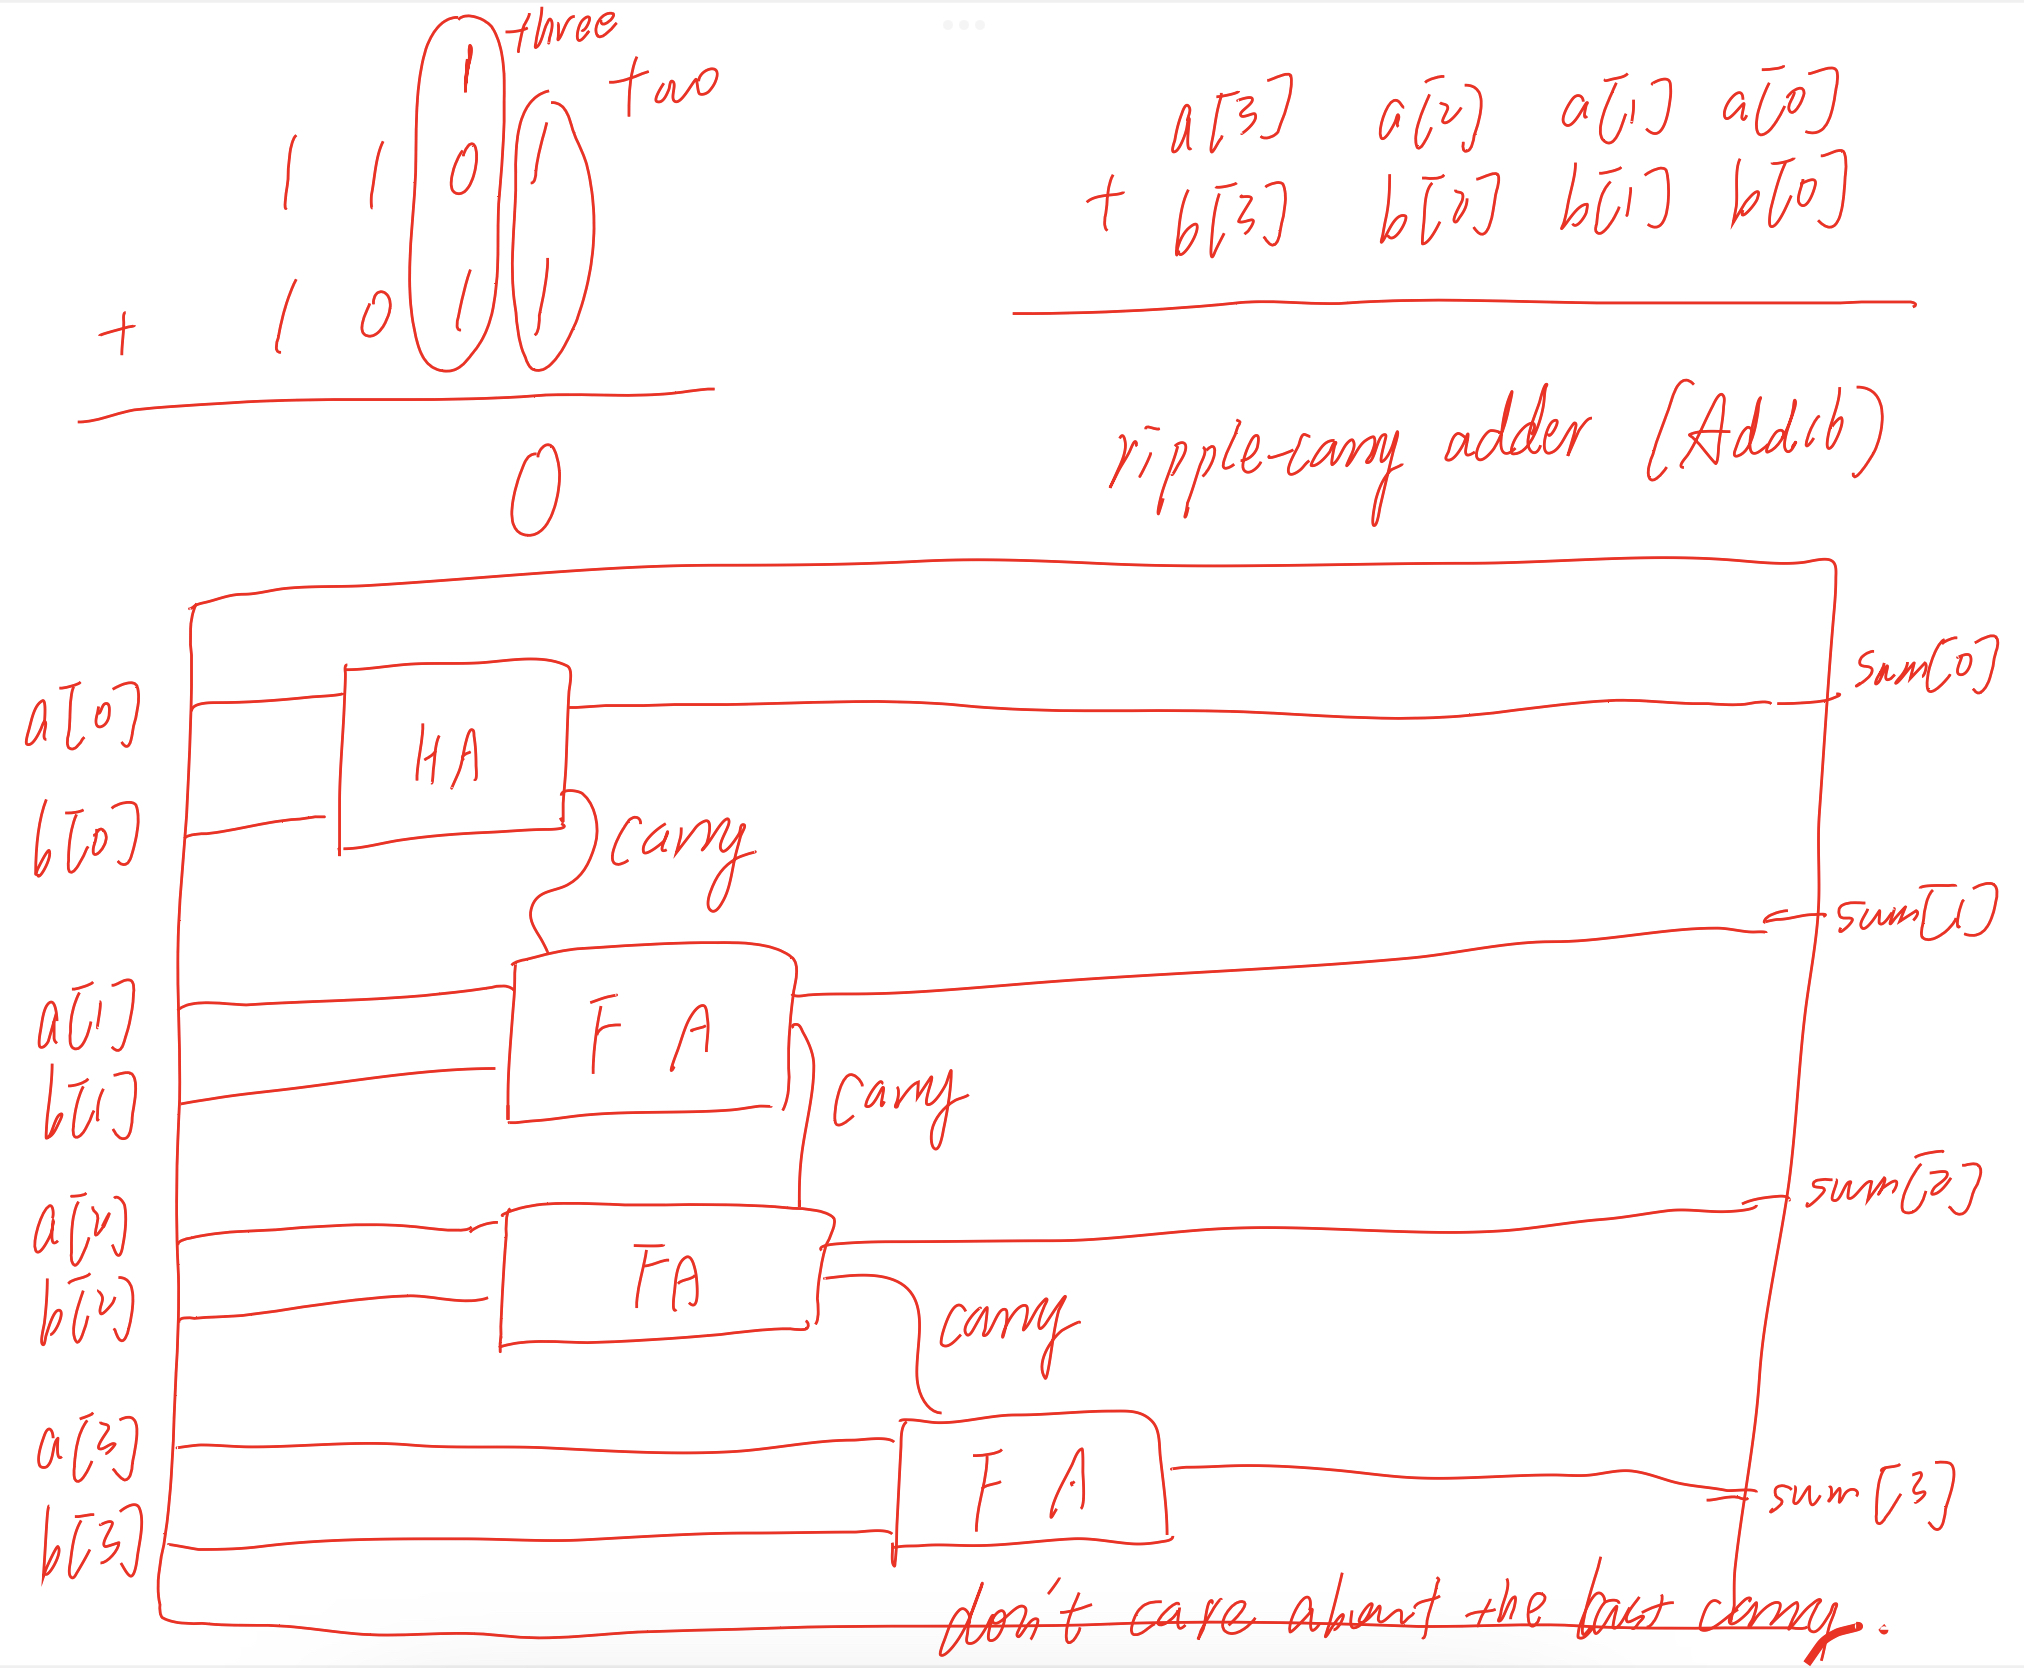 1 three
two
1 1 0 1
+ 1 0 1 1
0
a[3] a[2] a[1] a[0]
+ b[3] b[2] b[1] b[0]
ripple-carry adder (Add16)
a[0]
b[0]
HA
carry
sum[0]
a[1]
b[1]
FA
carry
sum[1]
a[2]
b[2]
FA
carry
sum[2]
a[3]
b[3]
FA
sum[3]
don't care about the last carry.